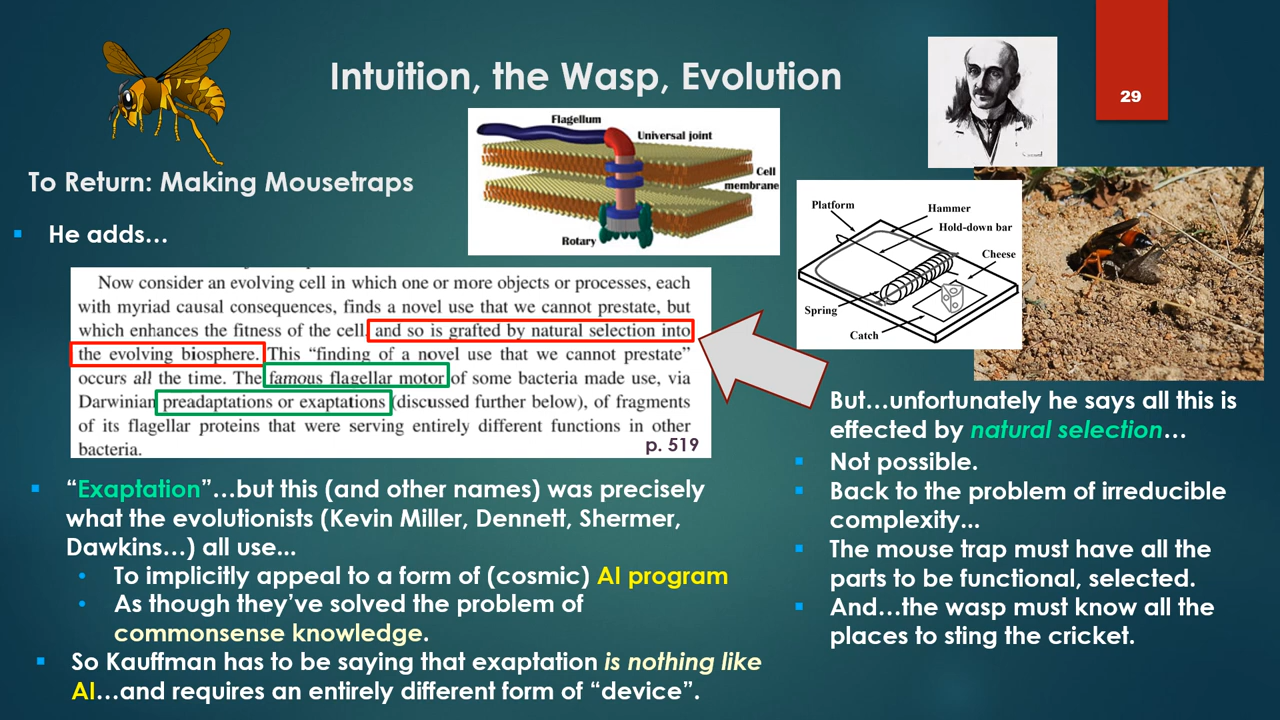 Intuition, the Wasp, Evolution
29
To Return: Making Mousetraps
He adds…
Flagellum
Universal joint
Cell
membrane
Rotary
Platform
Hammer
Hold-down bar
Cheese
Spring
Catch
Now consider an evolving cell in which one or more objects or processes, each
with myriad causal consequences, finds a novel use that we cannot prestate, but
which enhances the fitness of the cell, and so is grafted by natural selection into
the evolving biosphere. This “finding of a novel use that we cannot prestate”
occurs all the time. The famous flagellar motor of some bacteria made use, via
Darwinian preadaptations or exaptations (discussed further below), of fragments
of its flagellar proteins that were serving entirely different functions in other
bacteria.
p. 519
“Exaptation”…but this (and other names) was precisely
what the evolutionists (Kevin Miller, Dennett, Shermer,
Dawkins…) all use...
To implicitly appeal to a form of (cosmic) AI program
As though they’ve solved the problem of
commonsense knowledge.
So Kauffman has to be saying that exaptation is nothing like
AI…and requires an entirely different form of “device”.
But…unfortunately he says all this is
effected by natural selection…
Not possible.
Back to the problem of irreducible
complexity...
The mouse trap must have all the
parts to be functional, selected.
And…the wasp must know all the
places to sting the cricket.